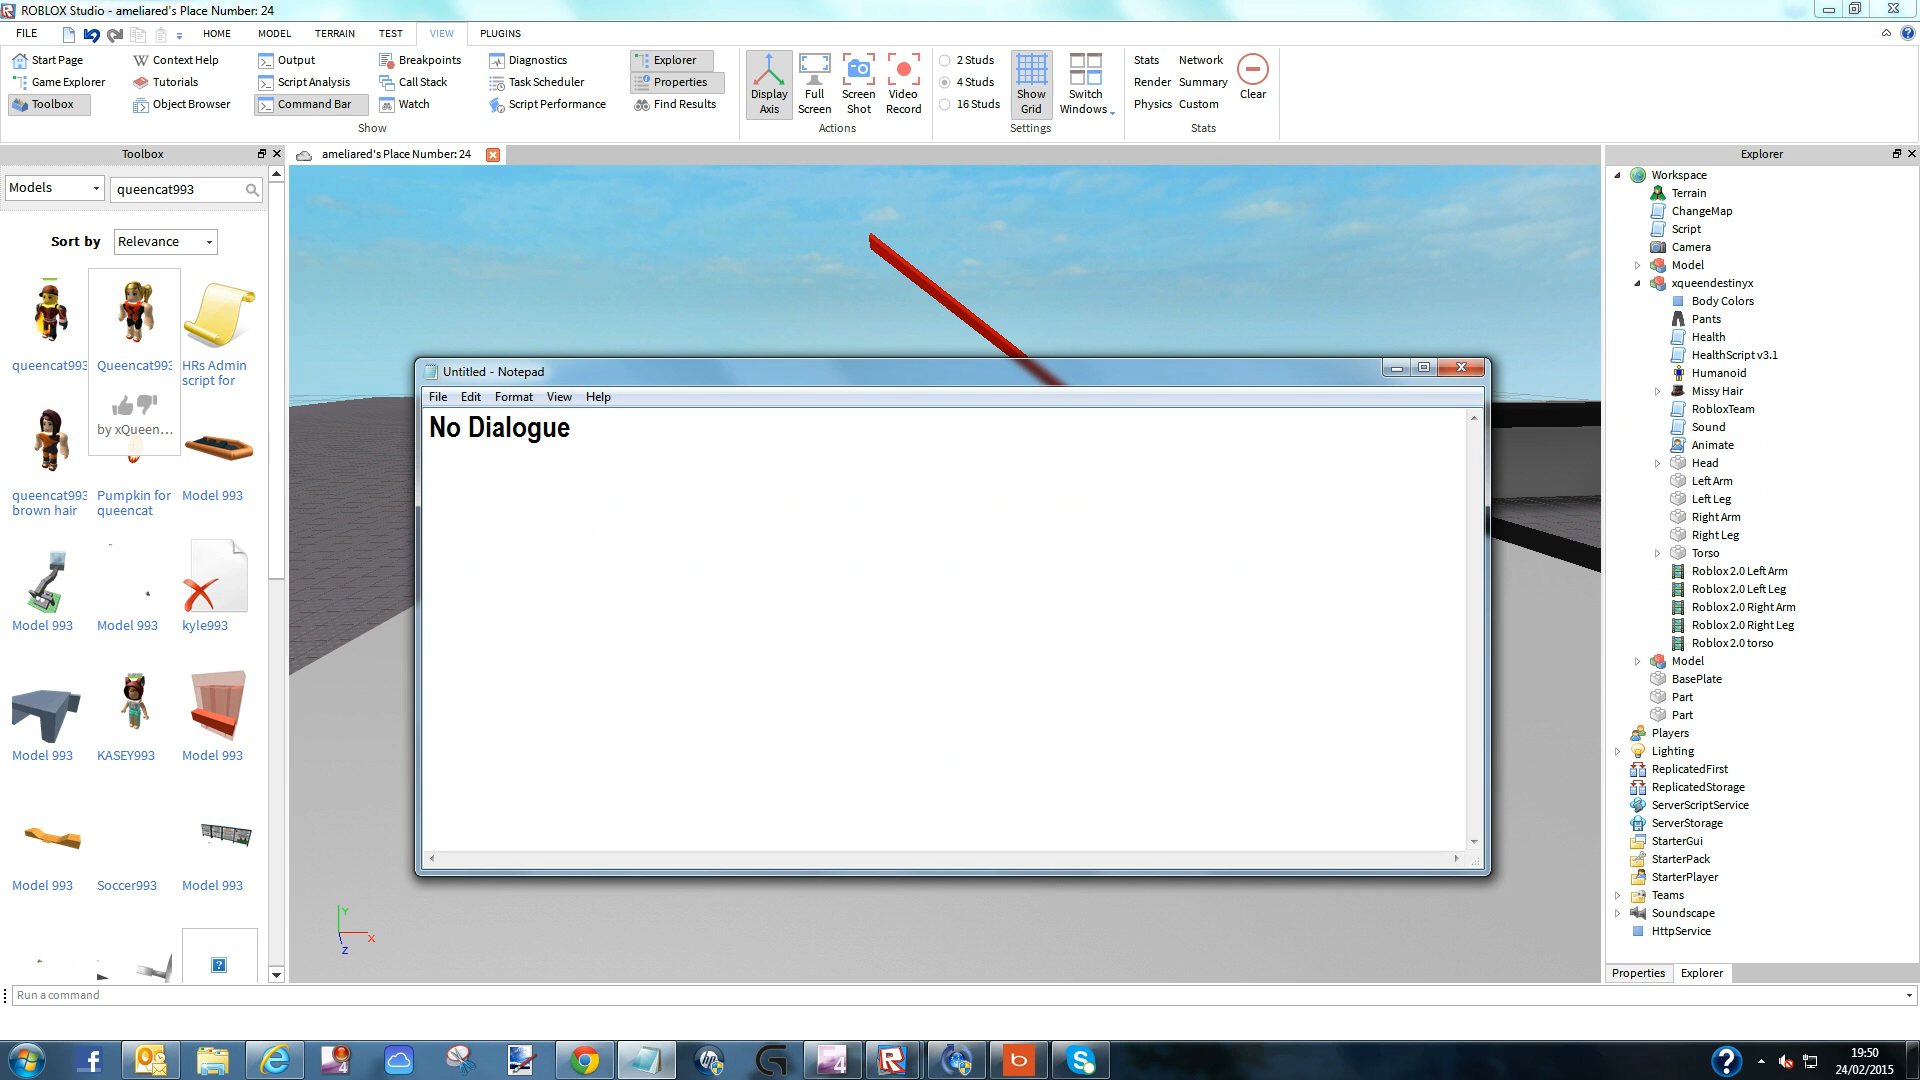 ROBLOX Studio - ameliared's Place Number: 24
FILE HOME MODEL TERRAIN TEST VIEW PLUGINS
Start Page Context Help Output Breakpoints Diagnostics Explorer
Game Explorer Tutorials Script Analysis Call Stack Task Scheduler Properties
Toolbox Object Browser Command Bar Watch Script Performance Find Results
Show
Display Axis
Full Screen
Screen Shot
Video Record
Actions
2 Studs
4 Studs
16 Studs
Show Grid
Switch Windows
Settings
Stats Network
Render Summary
Physics Custom
Clear
Stats
Toolbox
ameliared's Place Number: 24
Explorer
Models
queencat993
Sort by Relevance
queencat993 Queencat993 HRs Admin
script for
by xQueen...
queencat993 Pumpkin for Model 993
brown hair queencat
Model 993 Model 993 kyle993
Model 993 KASEY993 Model 993
Model 993 Soccer993 Model 993
Untitled - Notepad
File Edit Format View Help
No Dialogue
Y
X
Z
Workspace
Terrain
ChangeMap
Script
Camera
Model
xqueendestinyx
Body Colors
Pants
Health
HealthScript v3.1
Humanoid
Missy Hair
RobloxTeam
Sound
Animate
Head
Left Arm
Left Leg
Right Arm
Right Leg
Torso
Roblox 2.0 Left Arm
Roblox 2.0 Left Leg
Roblox 2.0 Right Arm
Roblox 2.0 Right Leg
Roblox 2.0 torso
Model
BasePlate
Part
Part
Players
Lighting
ReplicatedFirst
ReplicatedStorage
ServerScriptService
ServerStorage
StarterGui
StarterPack
StarterPlayer
Teams
Soundscape
HttpService
Properties Explorer
Run a command
19:50
24/02/2015